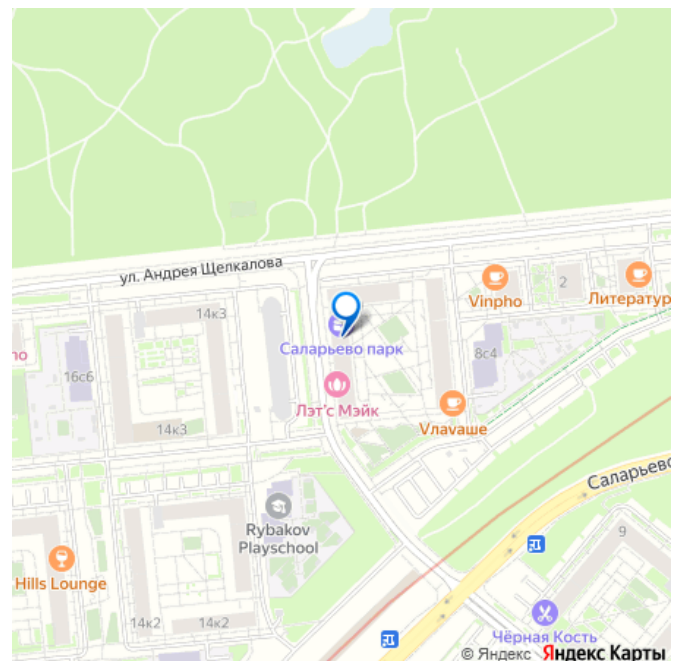 ул. Андрея Щелкалова
14к3
Vinpho
2
Литератур
Саларьево парк
8с4
16с6
Лэт'с Мэйк
Vлаvаше
14к3
Саларьево
Rybakov
Playschool
9
Hills Lounge
14к2
14к2
Чёрная Кость
© Яндекс Яндекс Карты